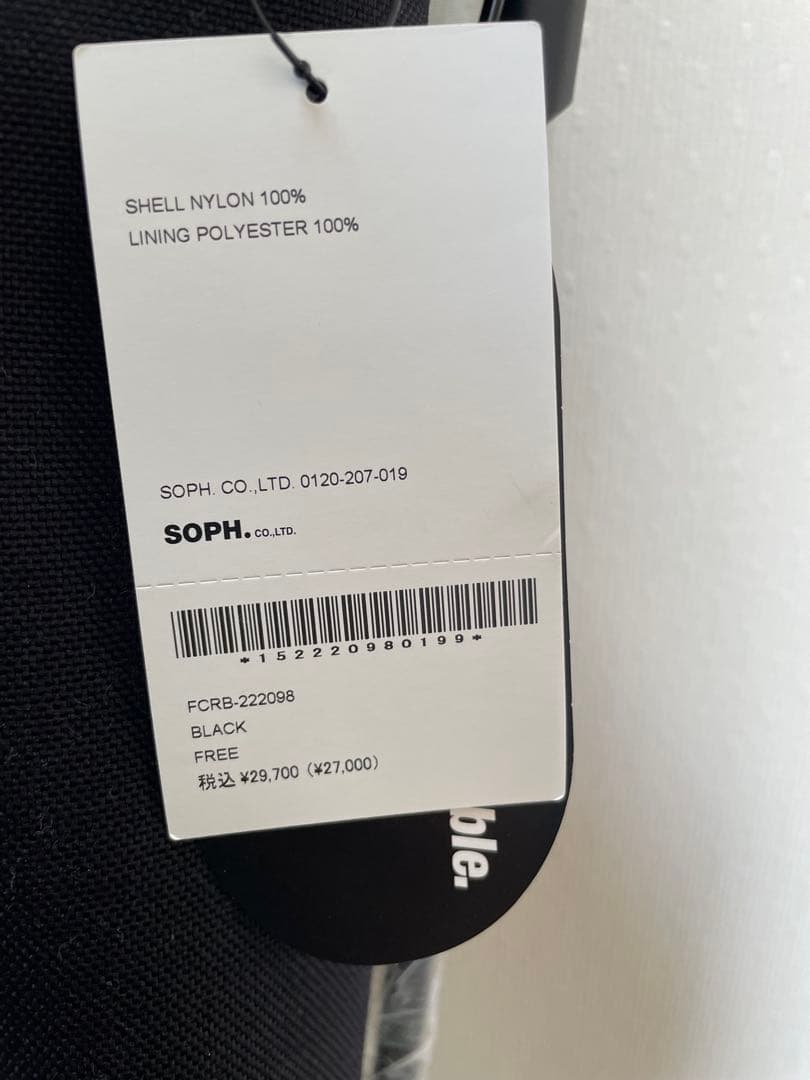 SHELL NYLON 100%
LINING POLYESTER 100%
SOPH. CO.,LTD. 0120-207-019
SOPH. CO.,LTD.
*152220980199*
FCRB-222098
BLACK
FREE
税込 ¥29,700 (¥27,000)
ble.